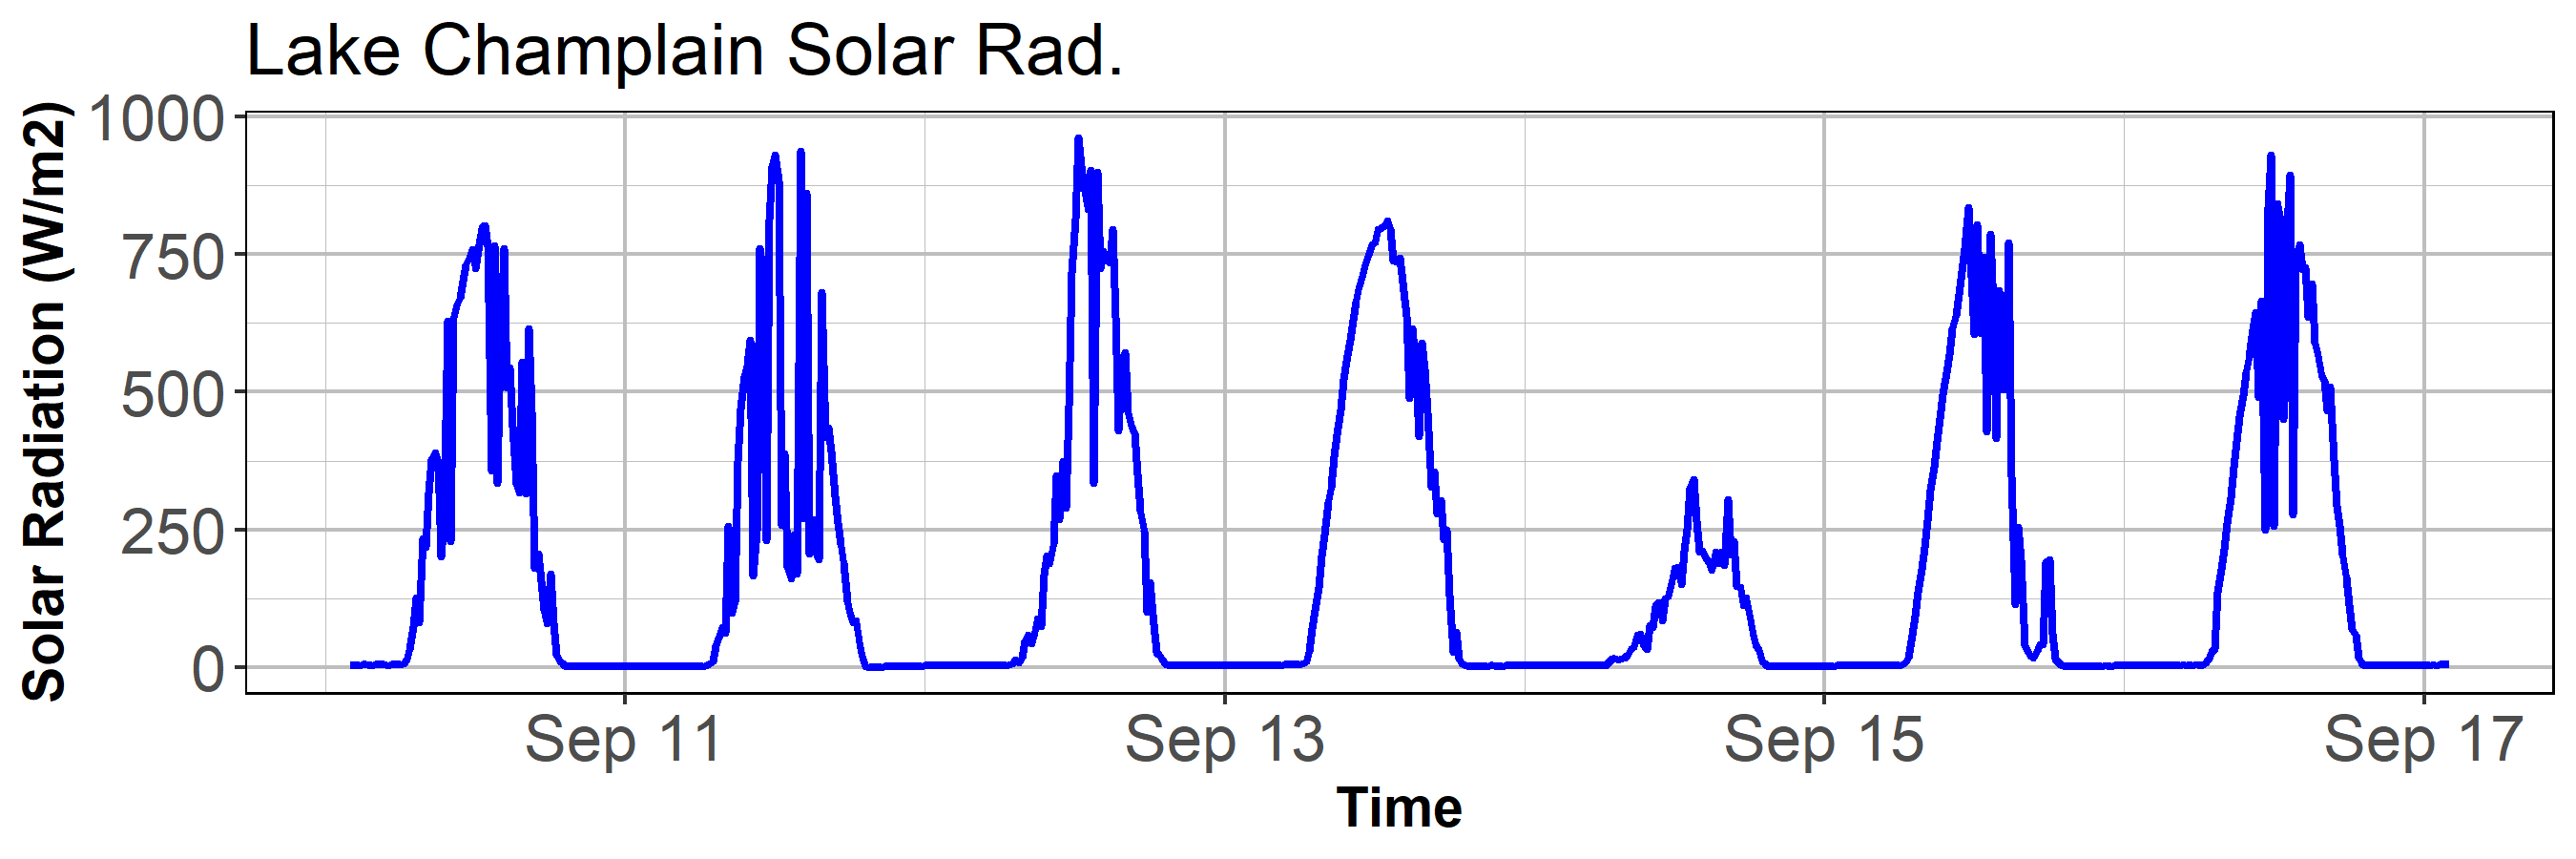 Lake Champlain Solar Rad.
Solar Radiation (W/m2)
1000
750
500
250
0
Sep 11 Sep 13 Sep 15 Sep 17
Time